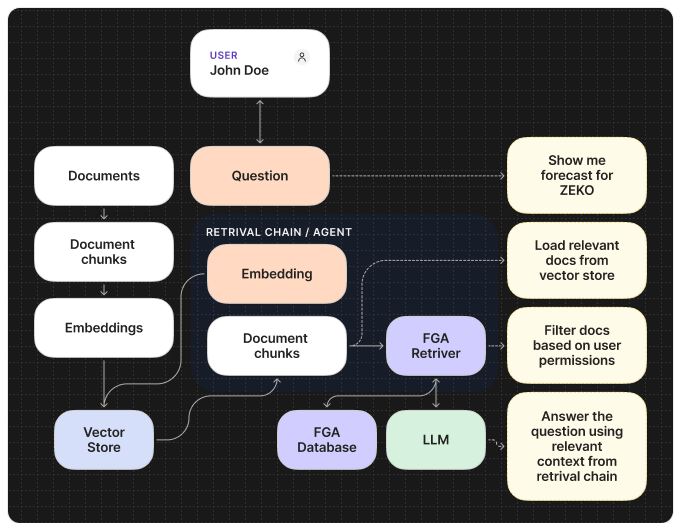 USER
John Doe
Documents
Question
Show me
forecast for
ZEKO
RETRIVAL CHAIN / AGENT
Document
chunks
Embedding
Load relevant
docs from
vector store
Embeddings
Document
chunks
FGA
Retriver
Filter docs
based on user
permissions
Vector
Store
FGA
Database
LLM
Answer the
question using
relevant
context from
retrival chain